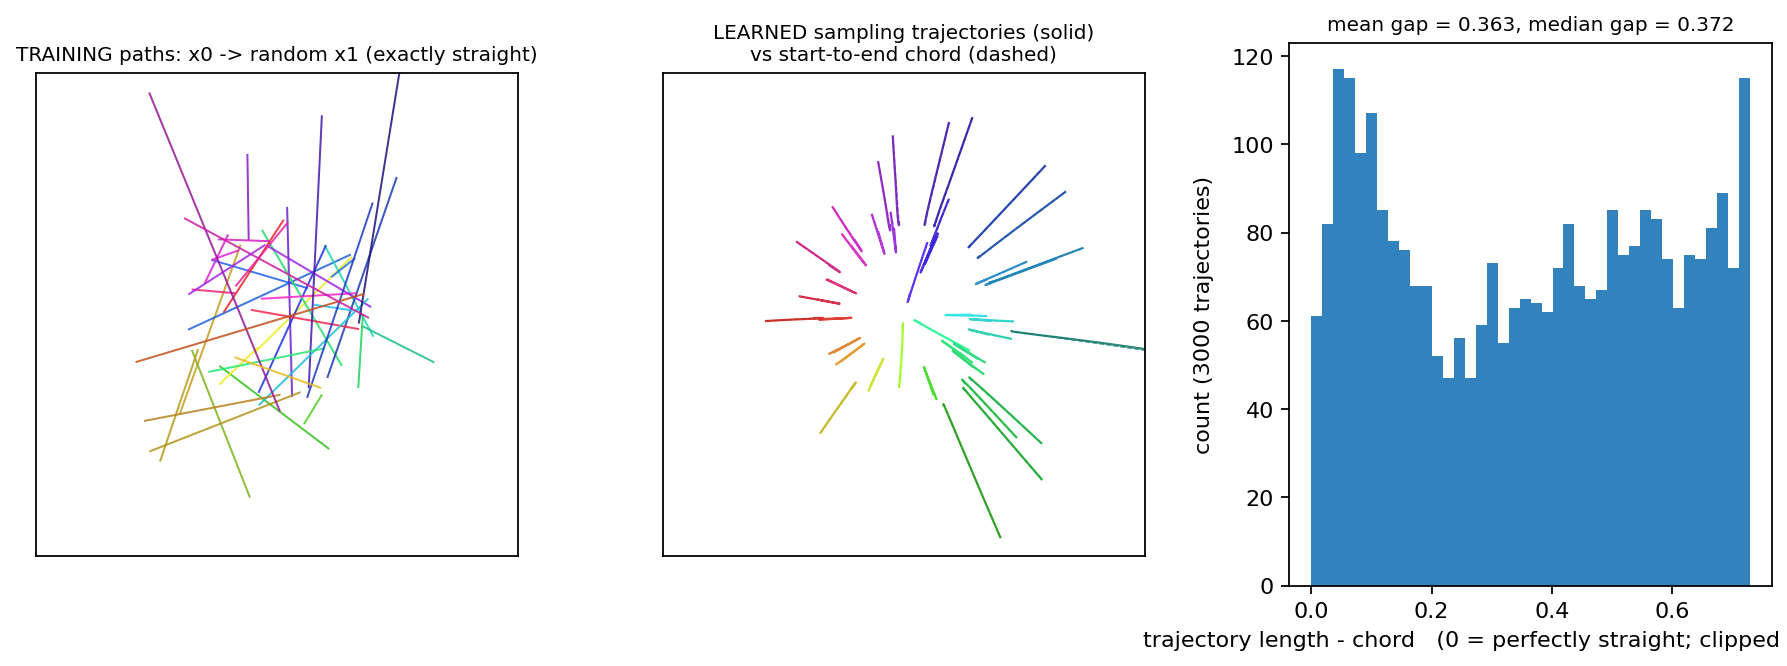 TRAINING paths: x0 -> random x1 (exactly straight)
LEARNED sampling trajectories (solid)
vs start-to-end chord (dashed)
mean gap = 0.363, median gap = 0.372
count (3000 trajectories)
120
100
80
60
40
20
0
0.0 0.2 0.4 0.6
trajectory length - chord (0 = perfectly straight; clipped